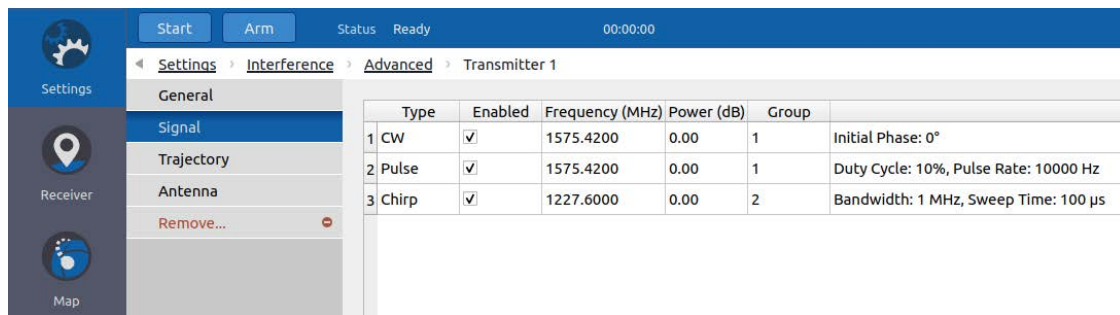 Start Arm Status Ready 00:00:00
Settings Interference Advanced Transmitter 1
Settings
General
Signal
Trajectory
Antenna
Remove...
Receiver
Map
Type Enabled Frequency (MHz) Power (dB) Group
1 CW 1575.4200 0.00 1 Initial Phase: 0°
2 Pulse 1575.4200 0.00 1 Duty Cycle: 10%, Pulse Rate: 10000 Hz
3 Chirp 1227.6000 0.00 2 Bandwidth: 1 MHz, Sweep Time: 100 µs